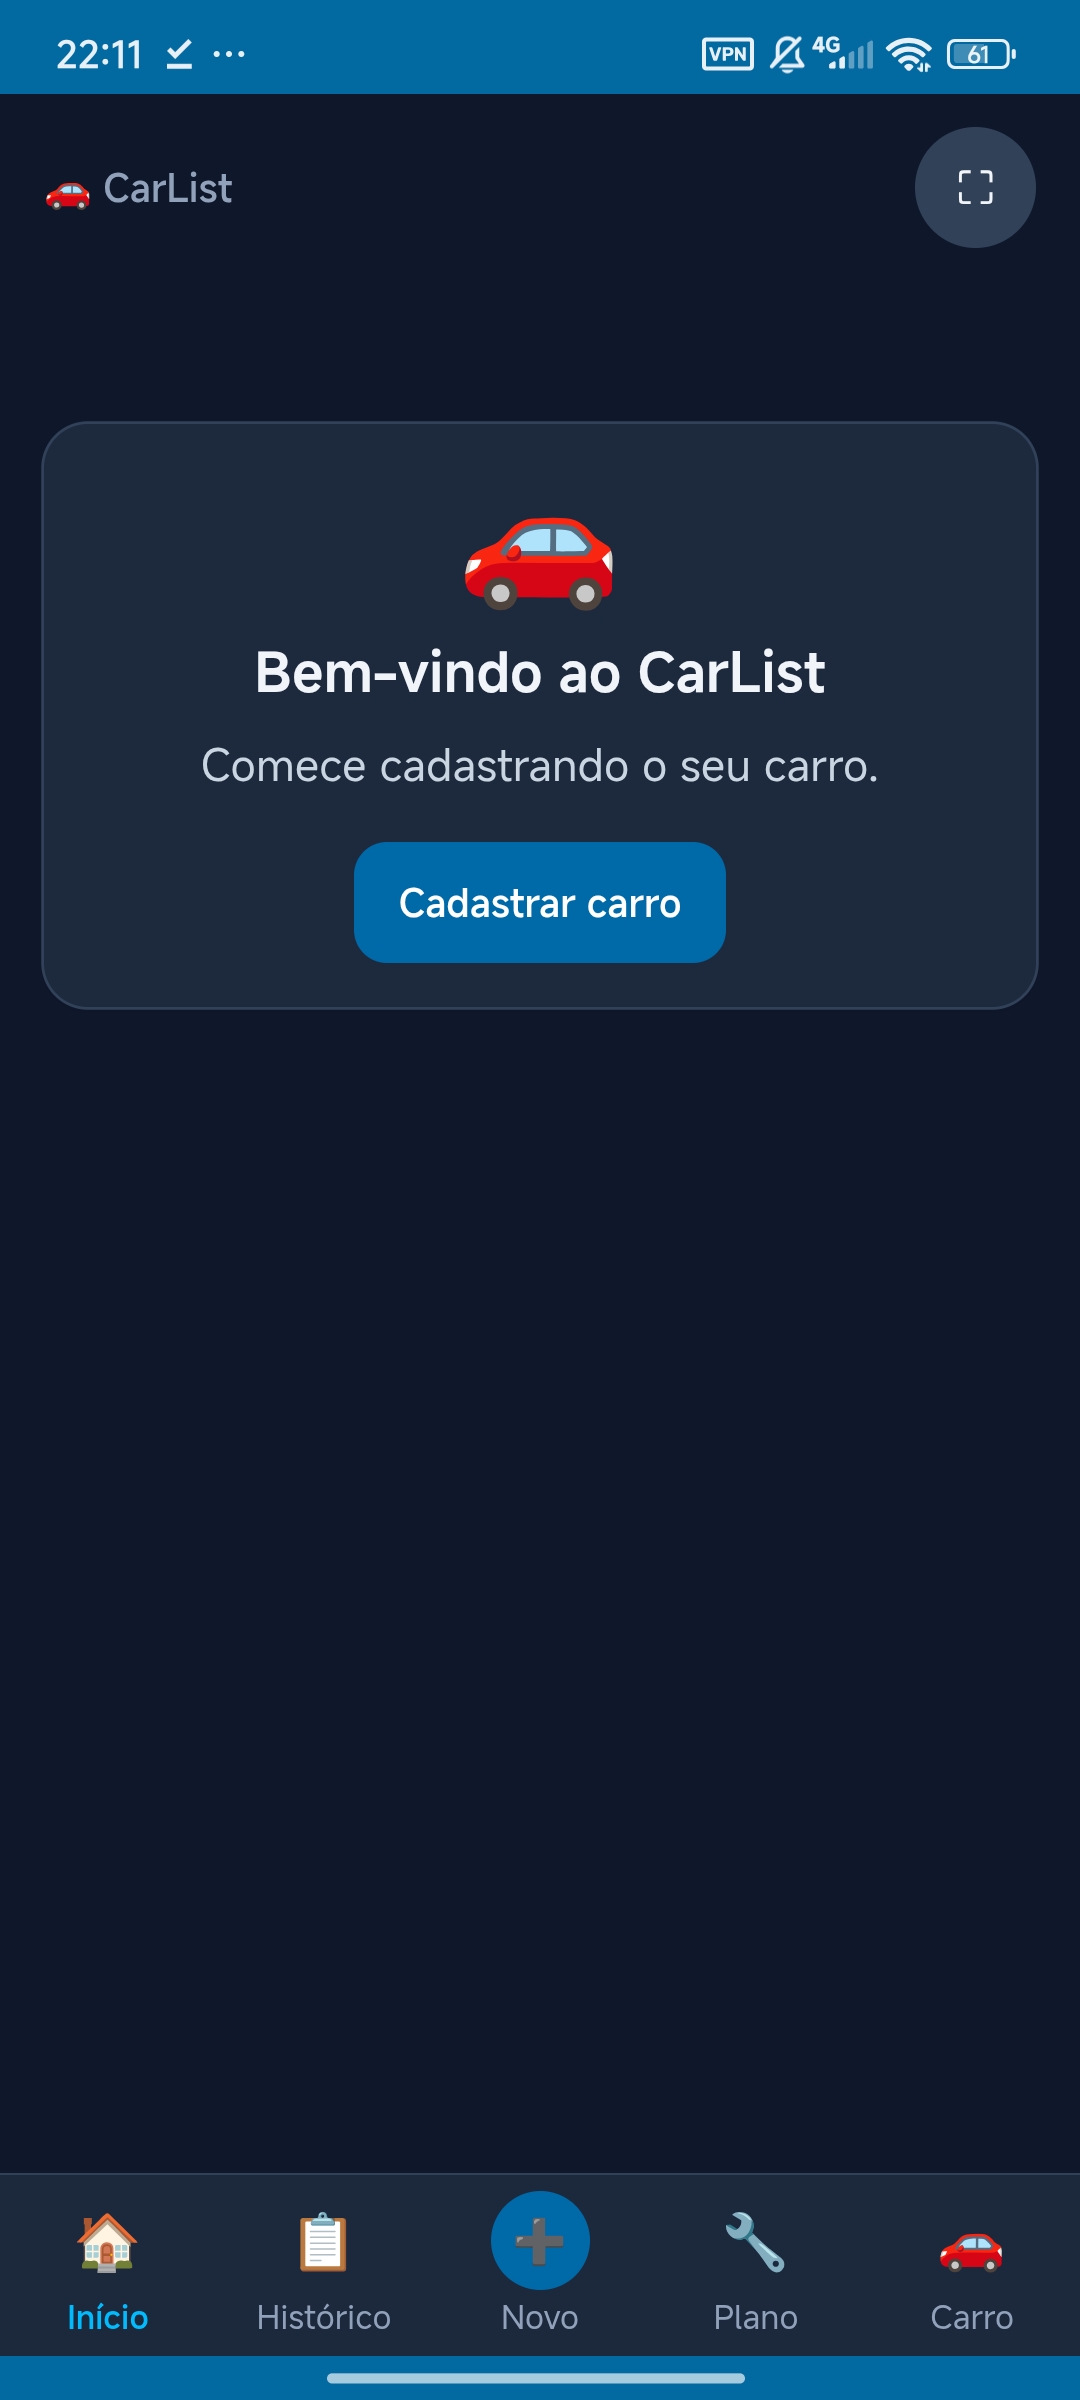 22:11
VPN
4G
61
CarList
Bem-vindo ao CarList
Comece cadastrando o seu carro.
Cadastrar carro
Início
Histórico
Novo
Plano
Carro